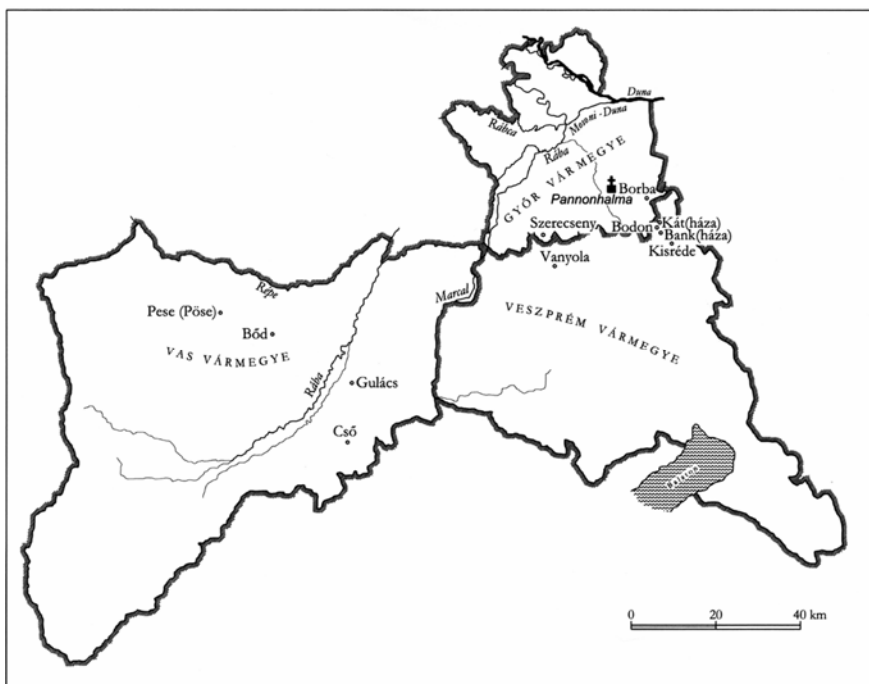 Duna
Mosoni-Duna
Rábca
Rába
GYŐR VÁRMEGYE
Borba
Pannonhalma
Szerecseny
Bodon
Kát(háza)
Bank(háza)
Kisréde
Vanyola
Marcal
Répe
Pese (Pöse)
Bőd
VAS VÁRMEGYE
VESZPRÉM VÁRMEGYE
Rába
Gulács
Cső
Balaton
0 20 40 km